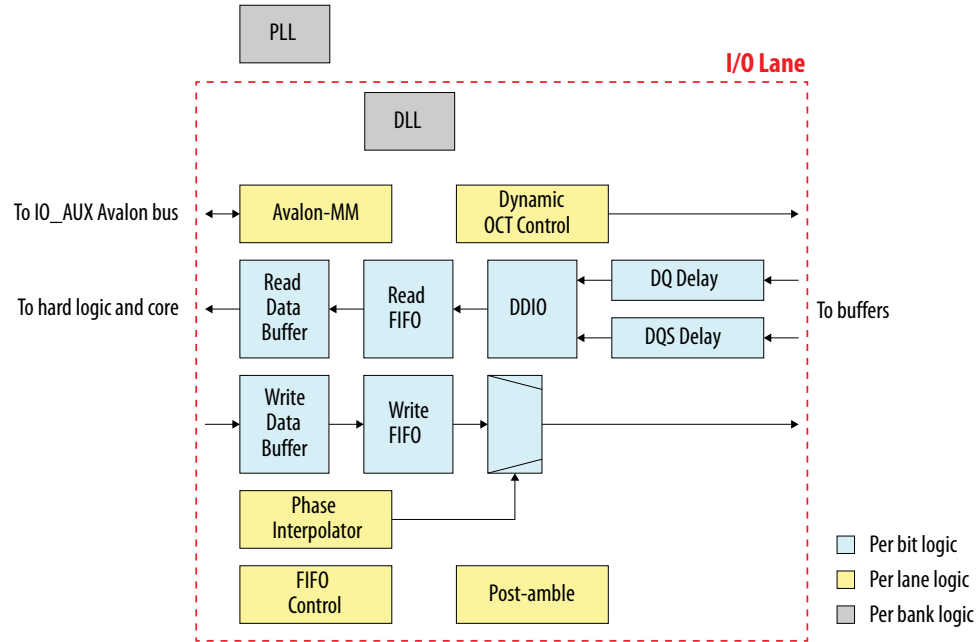 PLL
I/O Lane
DLL
To IO_AUX Avalon bus
Avalon-MM
Dynamic
OCT Control
To hard logic and core
Read
Data
Buffer
Read
FIFO
DDIO
DQ Delay
DQS Delay
To buffers
Write
Data
Buffer
Write
FIFO
Phase
Interpolator
FIFO
Control
Post-amble
Per bit logic
Per lane logic
Per bank logic